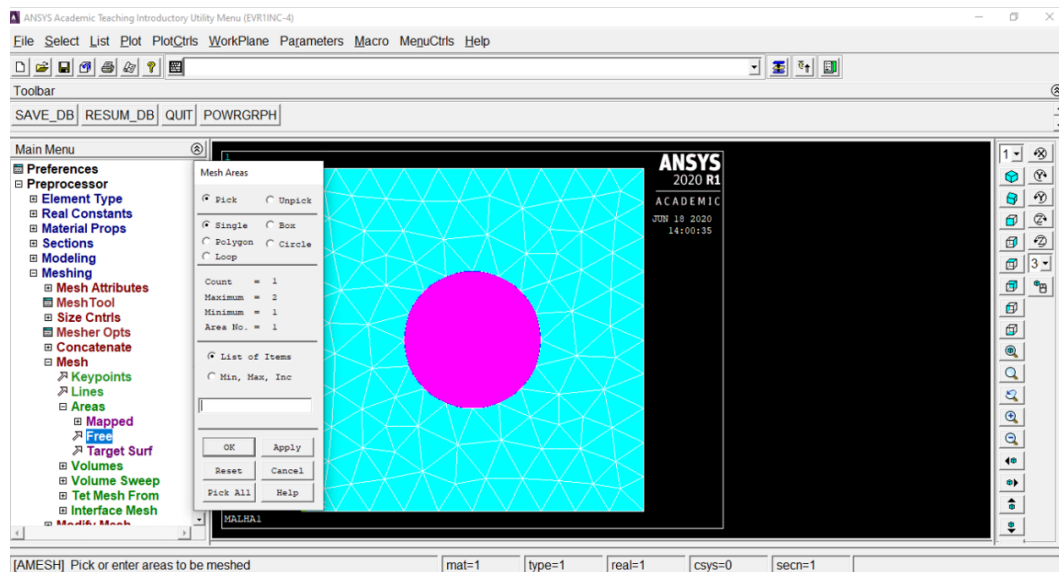 ANSYS Academic Teaching Introductory Utility Menu (EVR1INC-4)
File Select List Plot PlotCtrls WorkPlane Parameters Macro MenuCtrls Help
Toolbar
SAVE_DB RESUM_DB QUIT POWRGRPH
Main Menu
Preferences
Preprocessor
Element Type
Real Constants
Material Props
Sections
Modeling
Meshing
Mesh Attributes
MeshTool
Size Cntrls
Mesher Opts
Concatenate
Mesh
Keypoints
Lines
Areas
Mapped
Free
Target Surf
Volumes
Volume Sweep
Tet Mesh From
Interface Mesh
Modify Mesh
Mesh Areas
Pick Unpick
Single Box
Polygon Circle
Loop
Count = 1
Maximum = 2
Minimum = 1
Area No. = 1
List of Items
Min, Max, Inc
OK Apply
Reset Cancel
Pick All Help
1
ANSYS
2020 R1
ACADEMIC
JUN 18 2020
14:00:35
MALHA1
1
3
[AMESH] Pick or enter areas to be meshed
mat=1 type=1 real=1 csys=0 secn=1